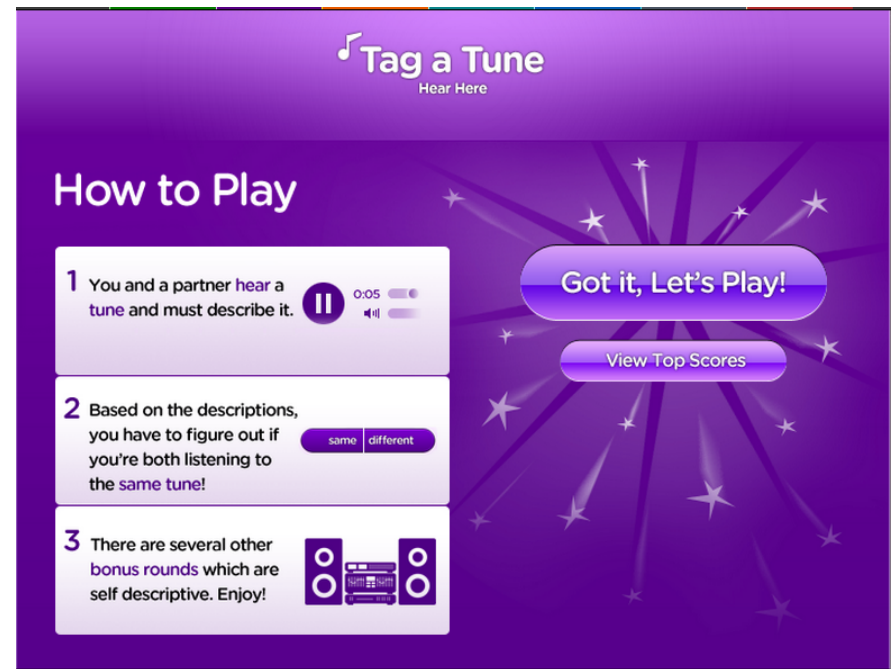 Tag a Tune
Hear Here
How to Play
1 You and a partner hear a
tune and must describe it.
0:05
2 Based on the descriptions,
you have to figure out if
you're both listening to
the same tune!
same different
3 There are several other
bonus rounds which are
self descriptive. Enjoy!
Got it, Let's Play!
View Top Scores